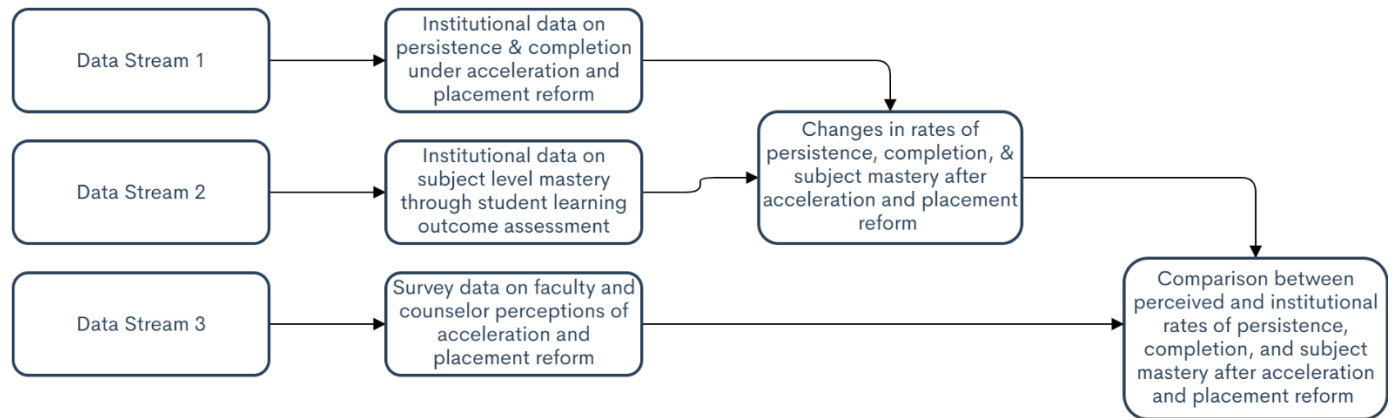 Data Stream 1
Institutional data on
persistence & completion
under acceleration and
placement reform
Data Stream 2
Institutional data on
subject level mastery
through student learning
outcome assessment
Changes in rates of
persistence, completion, &
subject mastery after
acceleration and placement
reform
Data Stream 3
Survey data on faculty and
counselor perceptions of
acceleration and
placement reform
Comparison between
perceived and institutional
rates of persistence,
completion, and subject
mastery after acceleration
and placement reform